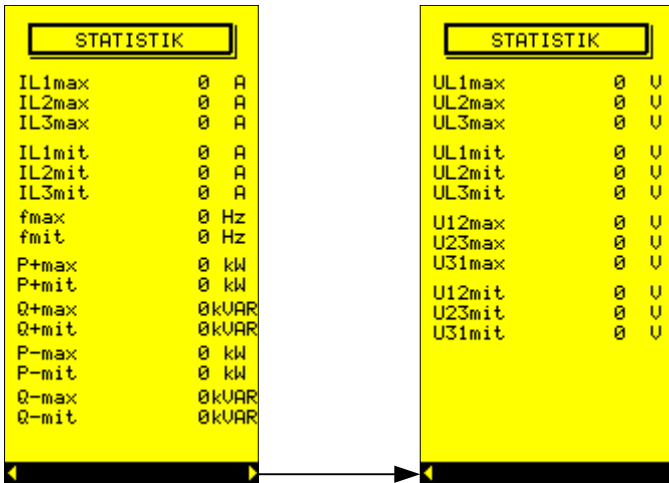 STATISTIK
IL1max 0 A
IL2max 0 A
IL3max 0 A
IL1mit 0 A
IL2mit 0 A
IL3mit 0 A
fmax 0 Hz
fmit 0 Hz
P+max 0 kW
P+mit 0 kW
Q+max 0kVAR
Q+mit 0kVAR
P-max 0 kW
P-mit 0 kW
Q-max 0kVAR
Q-mit 0kVAR
STATISTIK
UL1max 0 V
UL2max 0 V
UL3max 0 V
UL1mit 0 V
UL2mit 0 V
UL3mit 0 V
U12max 0 V
U23max 0 V
U31max 0 V
U12mit 0 V
U23mit 0 V
U31mit 0 V